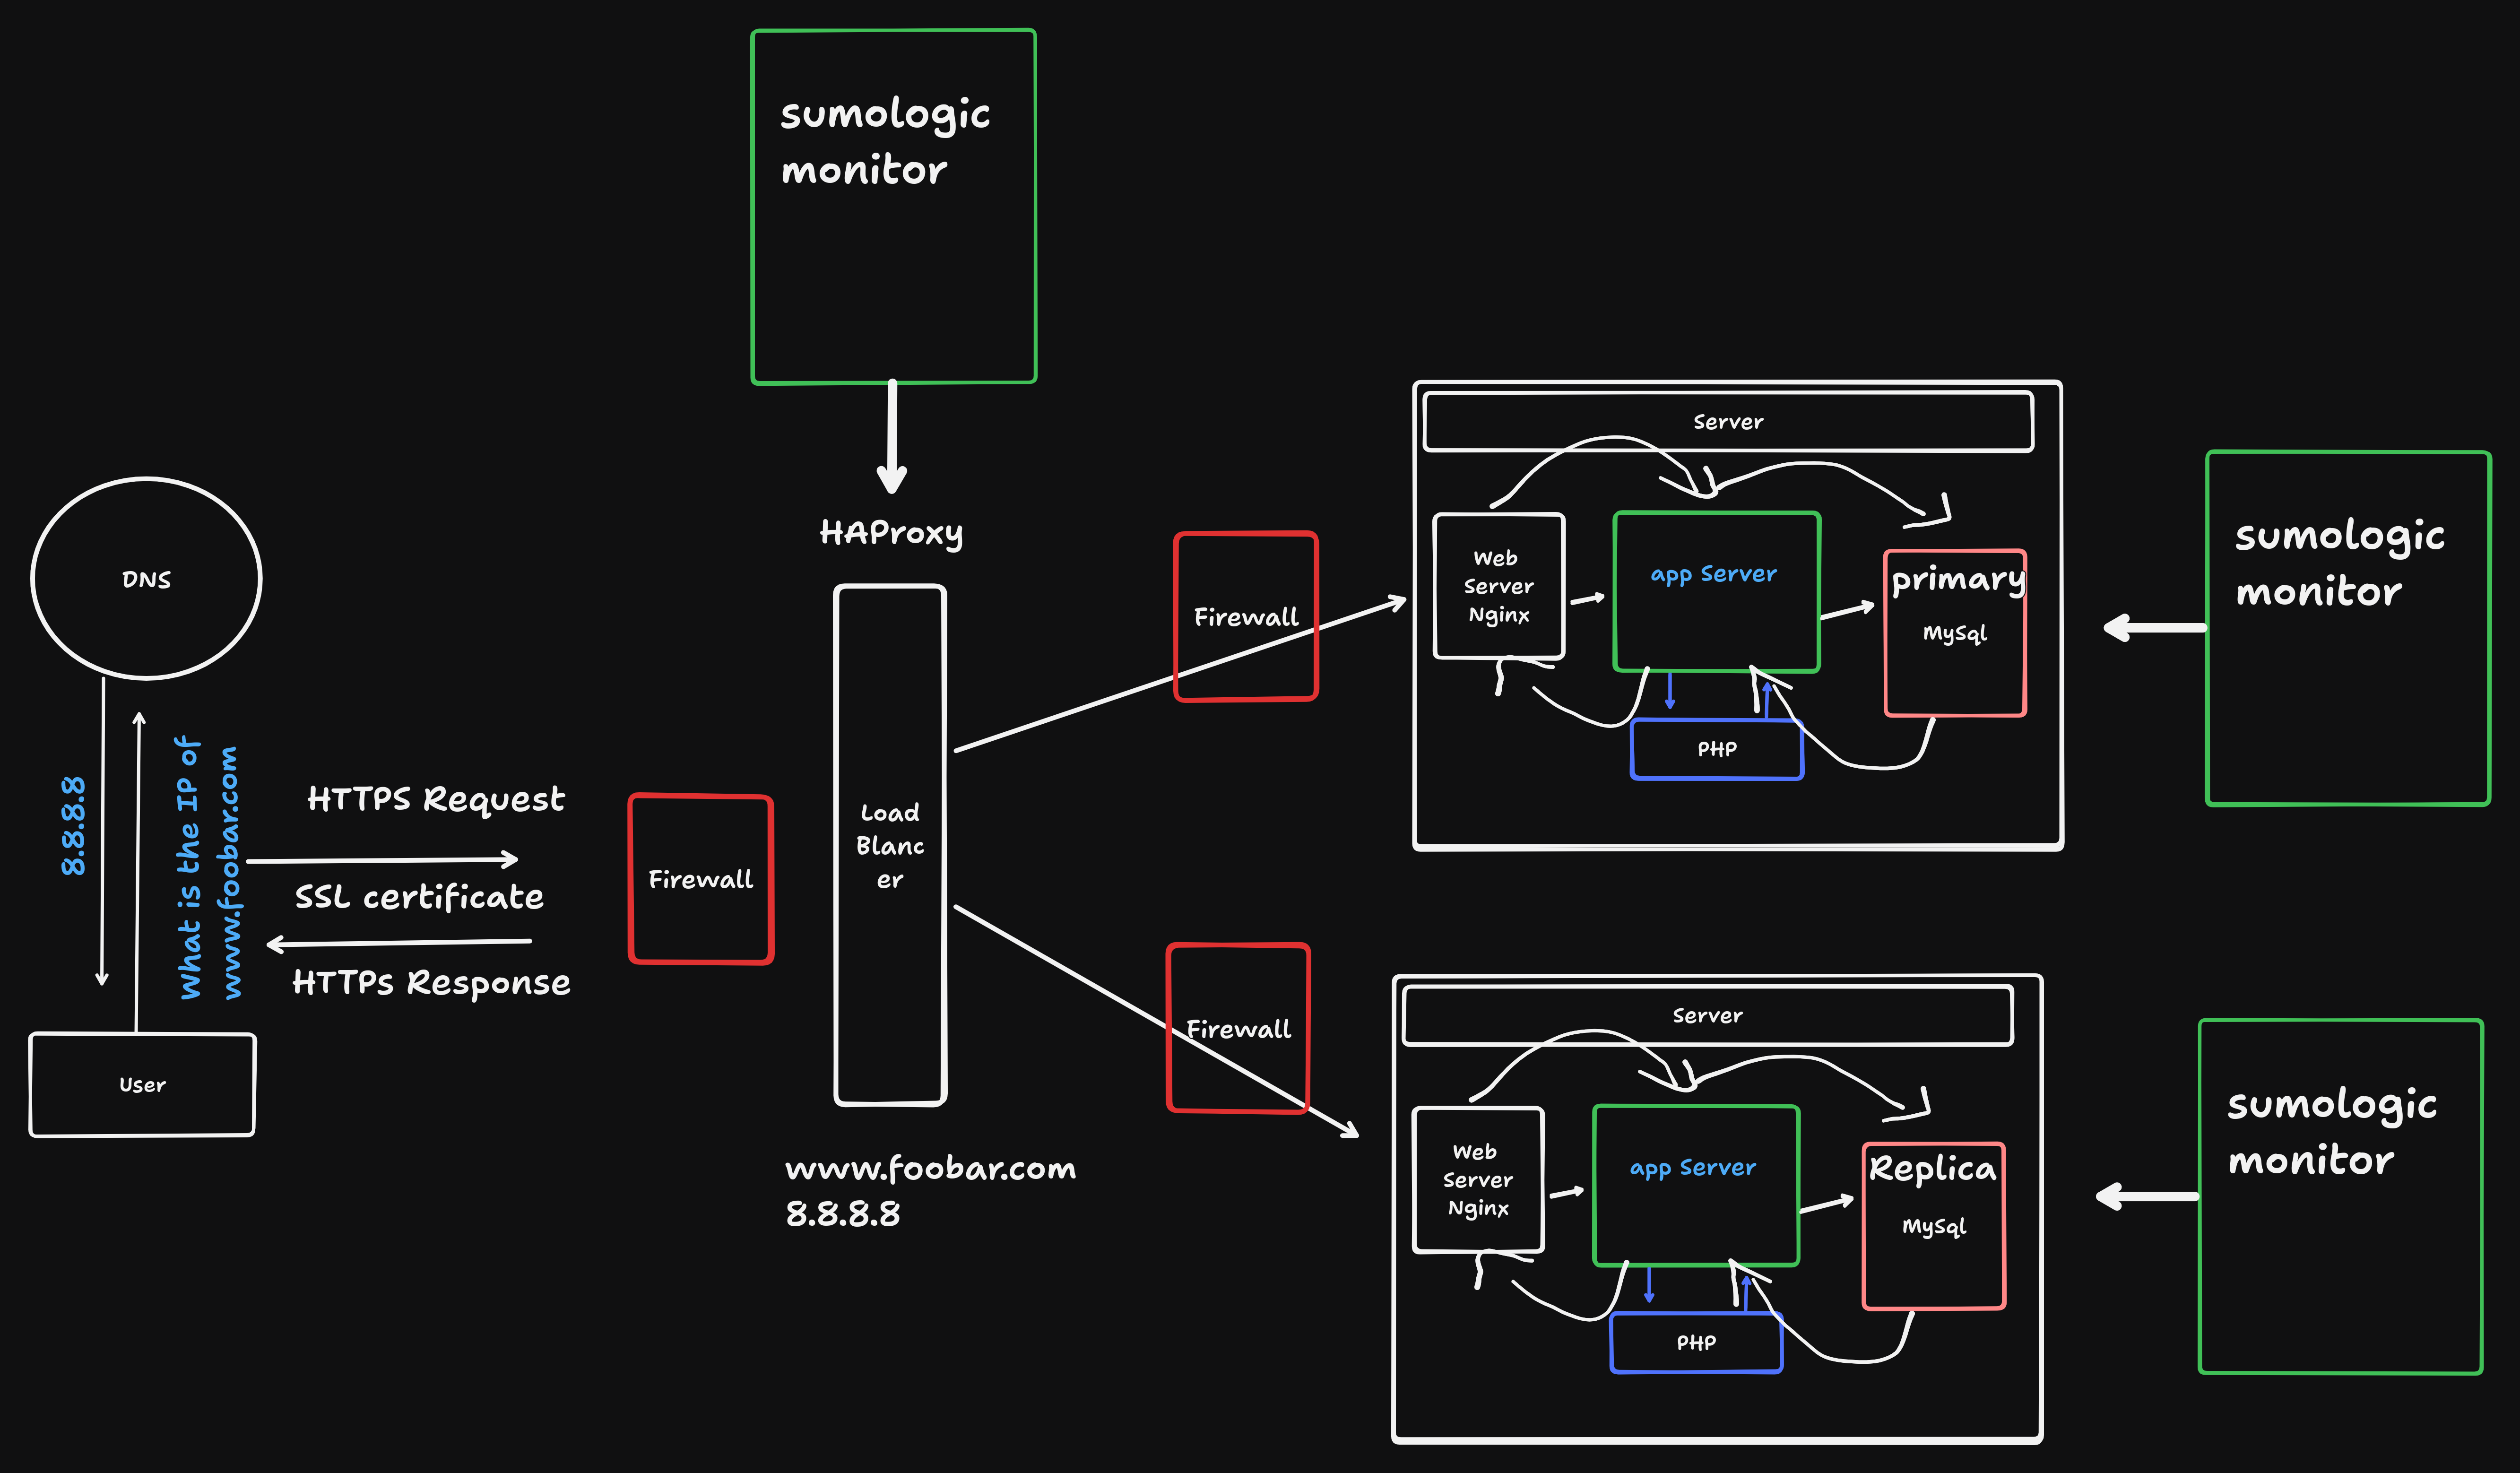 sumologic
monitor
HAProxy
DNS
8.8.8.8
what is the IP of
www.foobar.com
User
HTTPS Request
SSL certificate
HTTPs Response
Firewall
Load
Blanc
er
www.foobar.com
8.8.8.8
Firewall
Firewall
Server
Web
Server
Nginx
app Server
primary
MySql
PHP
sumologic
monitor
Server
Web
Server
Nginx
app Server
Replica
MySql
PHP
sumologic
monitor